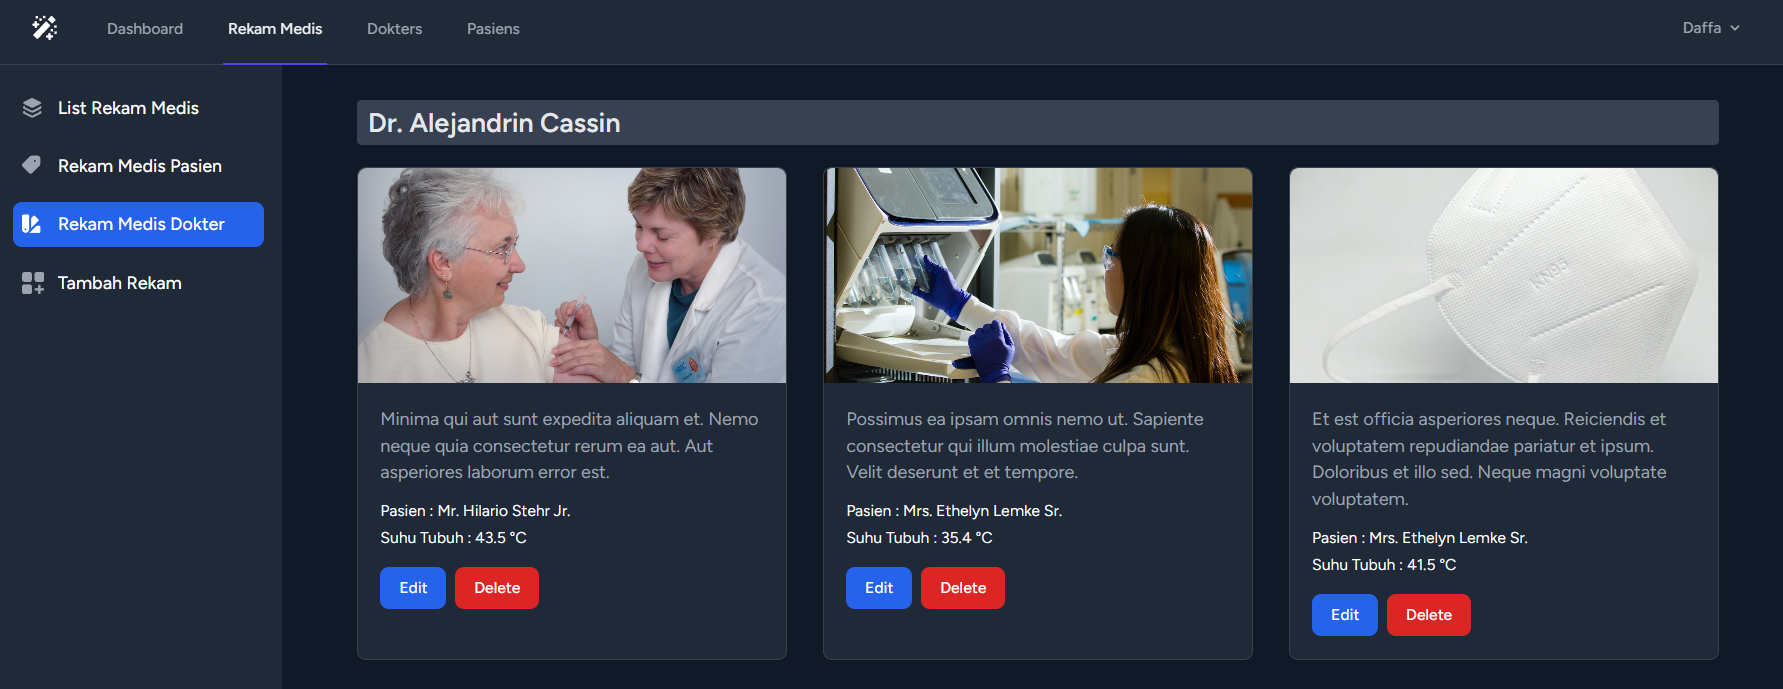 Dashboard Rekam Medis Dokters Pasiens Daffa
List Rekam Medis
Rekam Medis Pasien
Rekam Medis Dokter
Tambah Rekam
Dr. Alejandrin Cassin
Minima qui aut sunt expedita aliquam et. Nemo
neque quia consectetur rerum ea aut. Aut
asperiores laborum error est.
Pasien : Mr. Hilario Stehr Jr.
Suhu Tubuh : 43.5 °C
Edit Delete
Possimus ea ipsam omnis nemo ut. Sapiente
consectetur qui illum molestiae culpa sunt.
Velit deserunt et et tempore.
Pasien : Mrs. Ethelyn Lemke Sr.
Suhu Tubuh : 35.4 °C
Edit Delete
KN95
Et est officia asperiores neque. Reiciendis et
voluptatem repudiandae pariatur et ipsum.
Doloribus et illo sed. Neque magni voluptate
voluptatem.
Pasien : Mrs. Ethelyn Lemke Sr.
Suhu Tubuh : 41.5 °C
Edit Delete